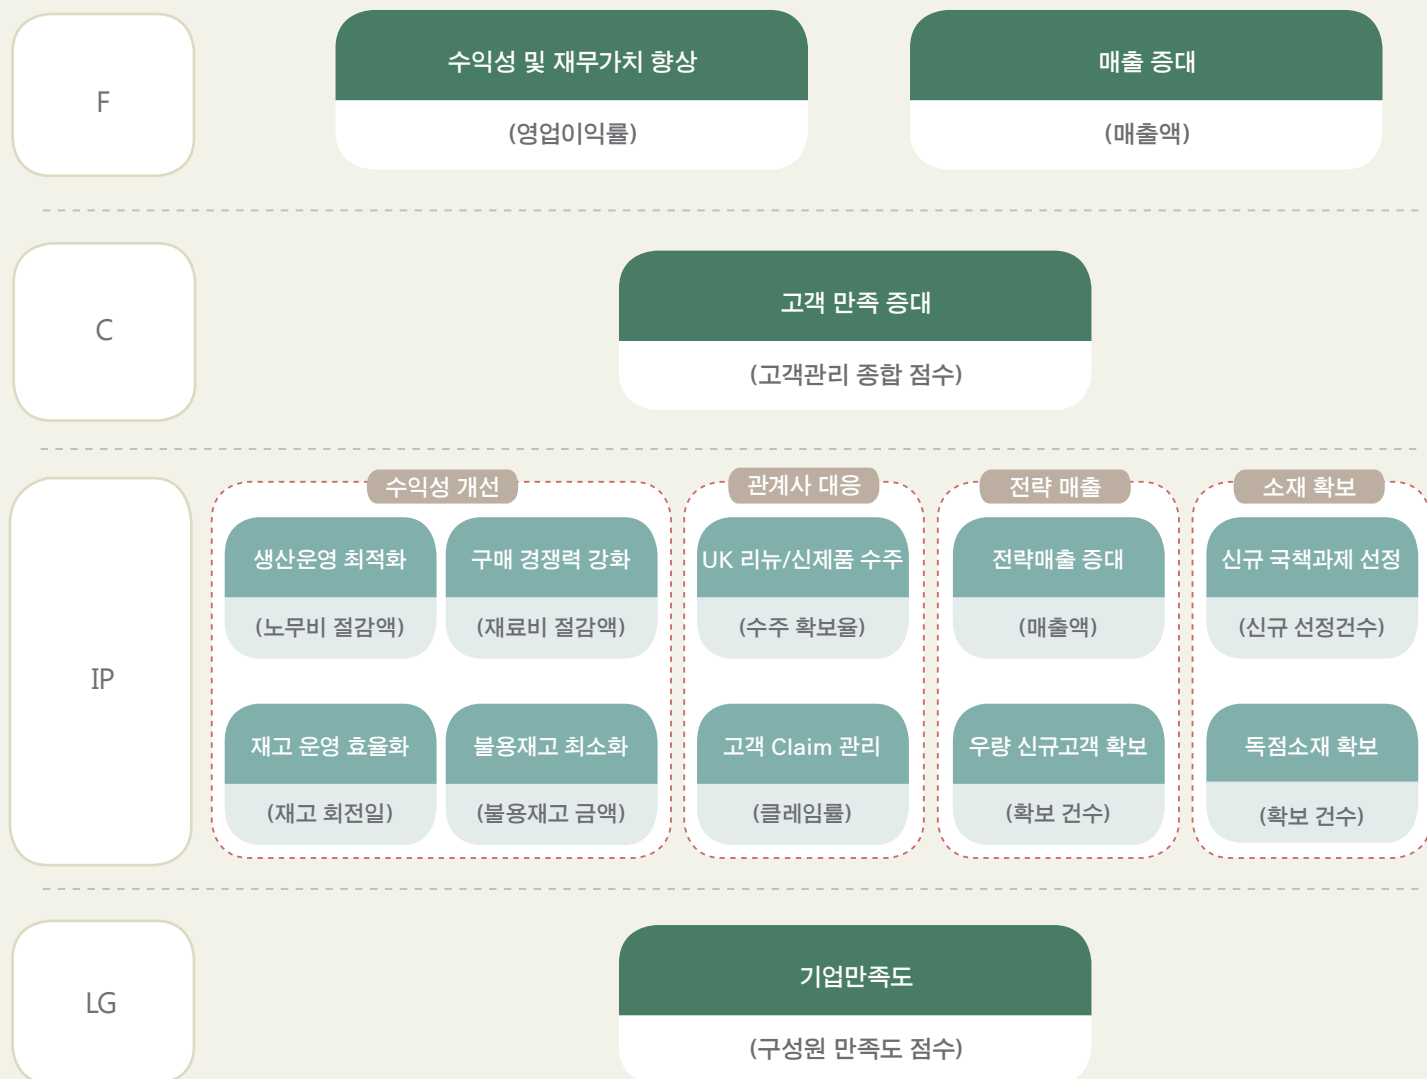 F
수익성 및 재무가치 향상
(영업이익률)
매출 증대
(매출액)
C
고객 만족 증대
(고객관리 종합 점수)
IP
수익성 개선
생산운영 최적화
(노무비 절감액)
구매 경쟁력 강화
(재료비 절감액)
재고 운영 효율화
(재고 회전일)
불용재고 최소화
(불용재고 금액)
관계사 대응
UK 리뉴/신제품 수주
(수주 확보율)
고객 Claim 관리
(클레임률)
전략 매출
전략매출 증대
(매출액)
우량 신규고객 확보
(확보 건수)
소재 확보
신규 국책과제 선정
(신규 선정건수)
독점소재 확보
(확보 건수)
LG
기업만족도
(구성원 만족도 점수)